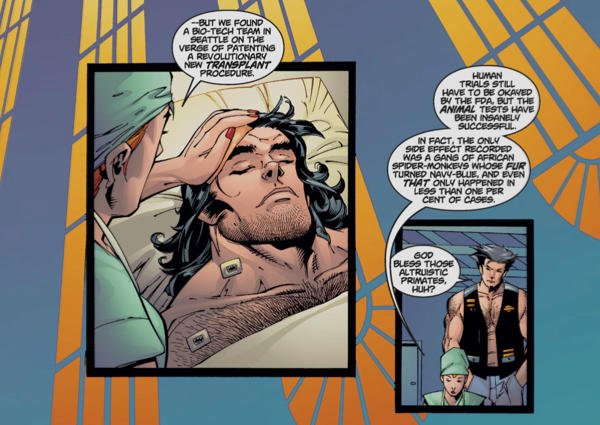 --BUT WE FOUND
A BIO-TECH TEAM IN
SEATTLE ON THE
VERGE OF PATENTING
A REVOLUTIONARY
NEW TRANSPLANT
PROCEDURE.
HUMAN
TRIALS STILL
HAVE TO BE OKAYED
BY THE FDA, BUT THE
ANIMAL TESTS HAVE
BEEN INSANELY
SUCCESSFUL.
IN FACT, THE ONLY
SIDE EFFECT RECORDED
WAS A GANG OF AFRICAN
SPIDER-MONKEYS WHOSE FUR
TURNED NAVY-BLUE, AND EVEN
THAT ONLY HAPPENED IN
LESS THAN ONE PER
CENT OF CASES.
GOD
BLESS THOSE
ALTRUISTIC
PRIMATES,
HUH?